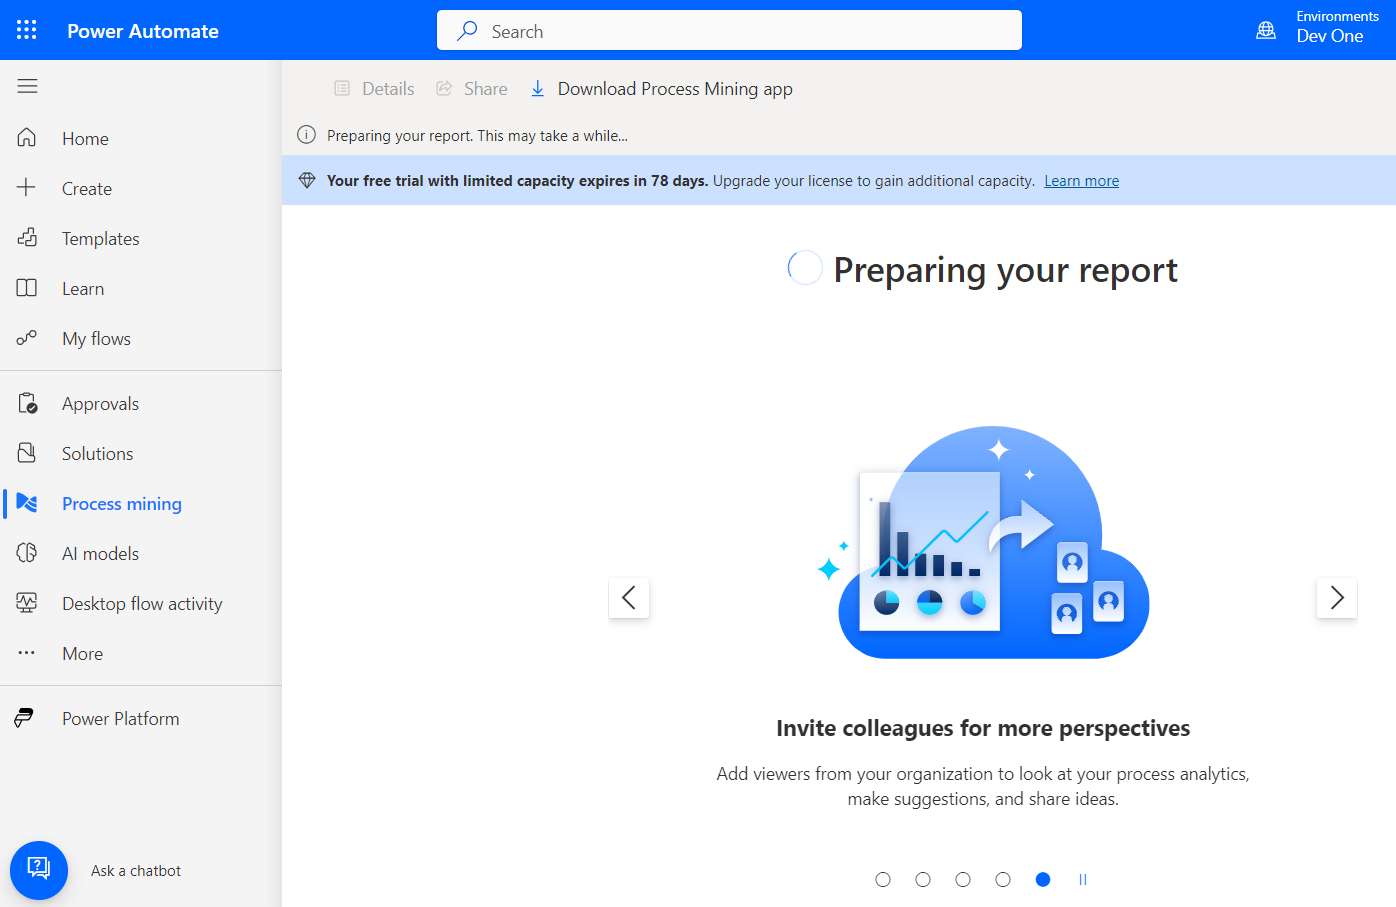 Power Automate
Search
Environments
Dev One
Home
Create
Templates
Learn
My flows
Approvals
Solutions
Process mining
AI models
Desktop flow activity
More
Power Platform
Ask a chatbot
Details Share Download Process Mining app
Preparing your report. This may take a while...
Your free trial with limited capacity expires in 78 days. Upgrade your license to gain additional capacity. Learn more
Preparing your report
Invite colleagues for more perspectives
Add viewers from your organization to look at your process analytics,
make suggestions, and share ideas.